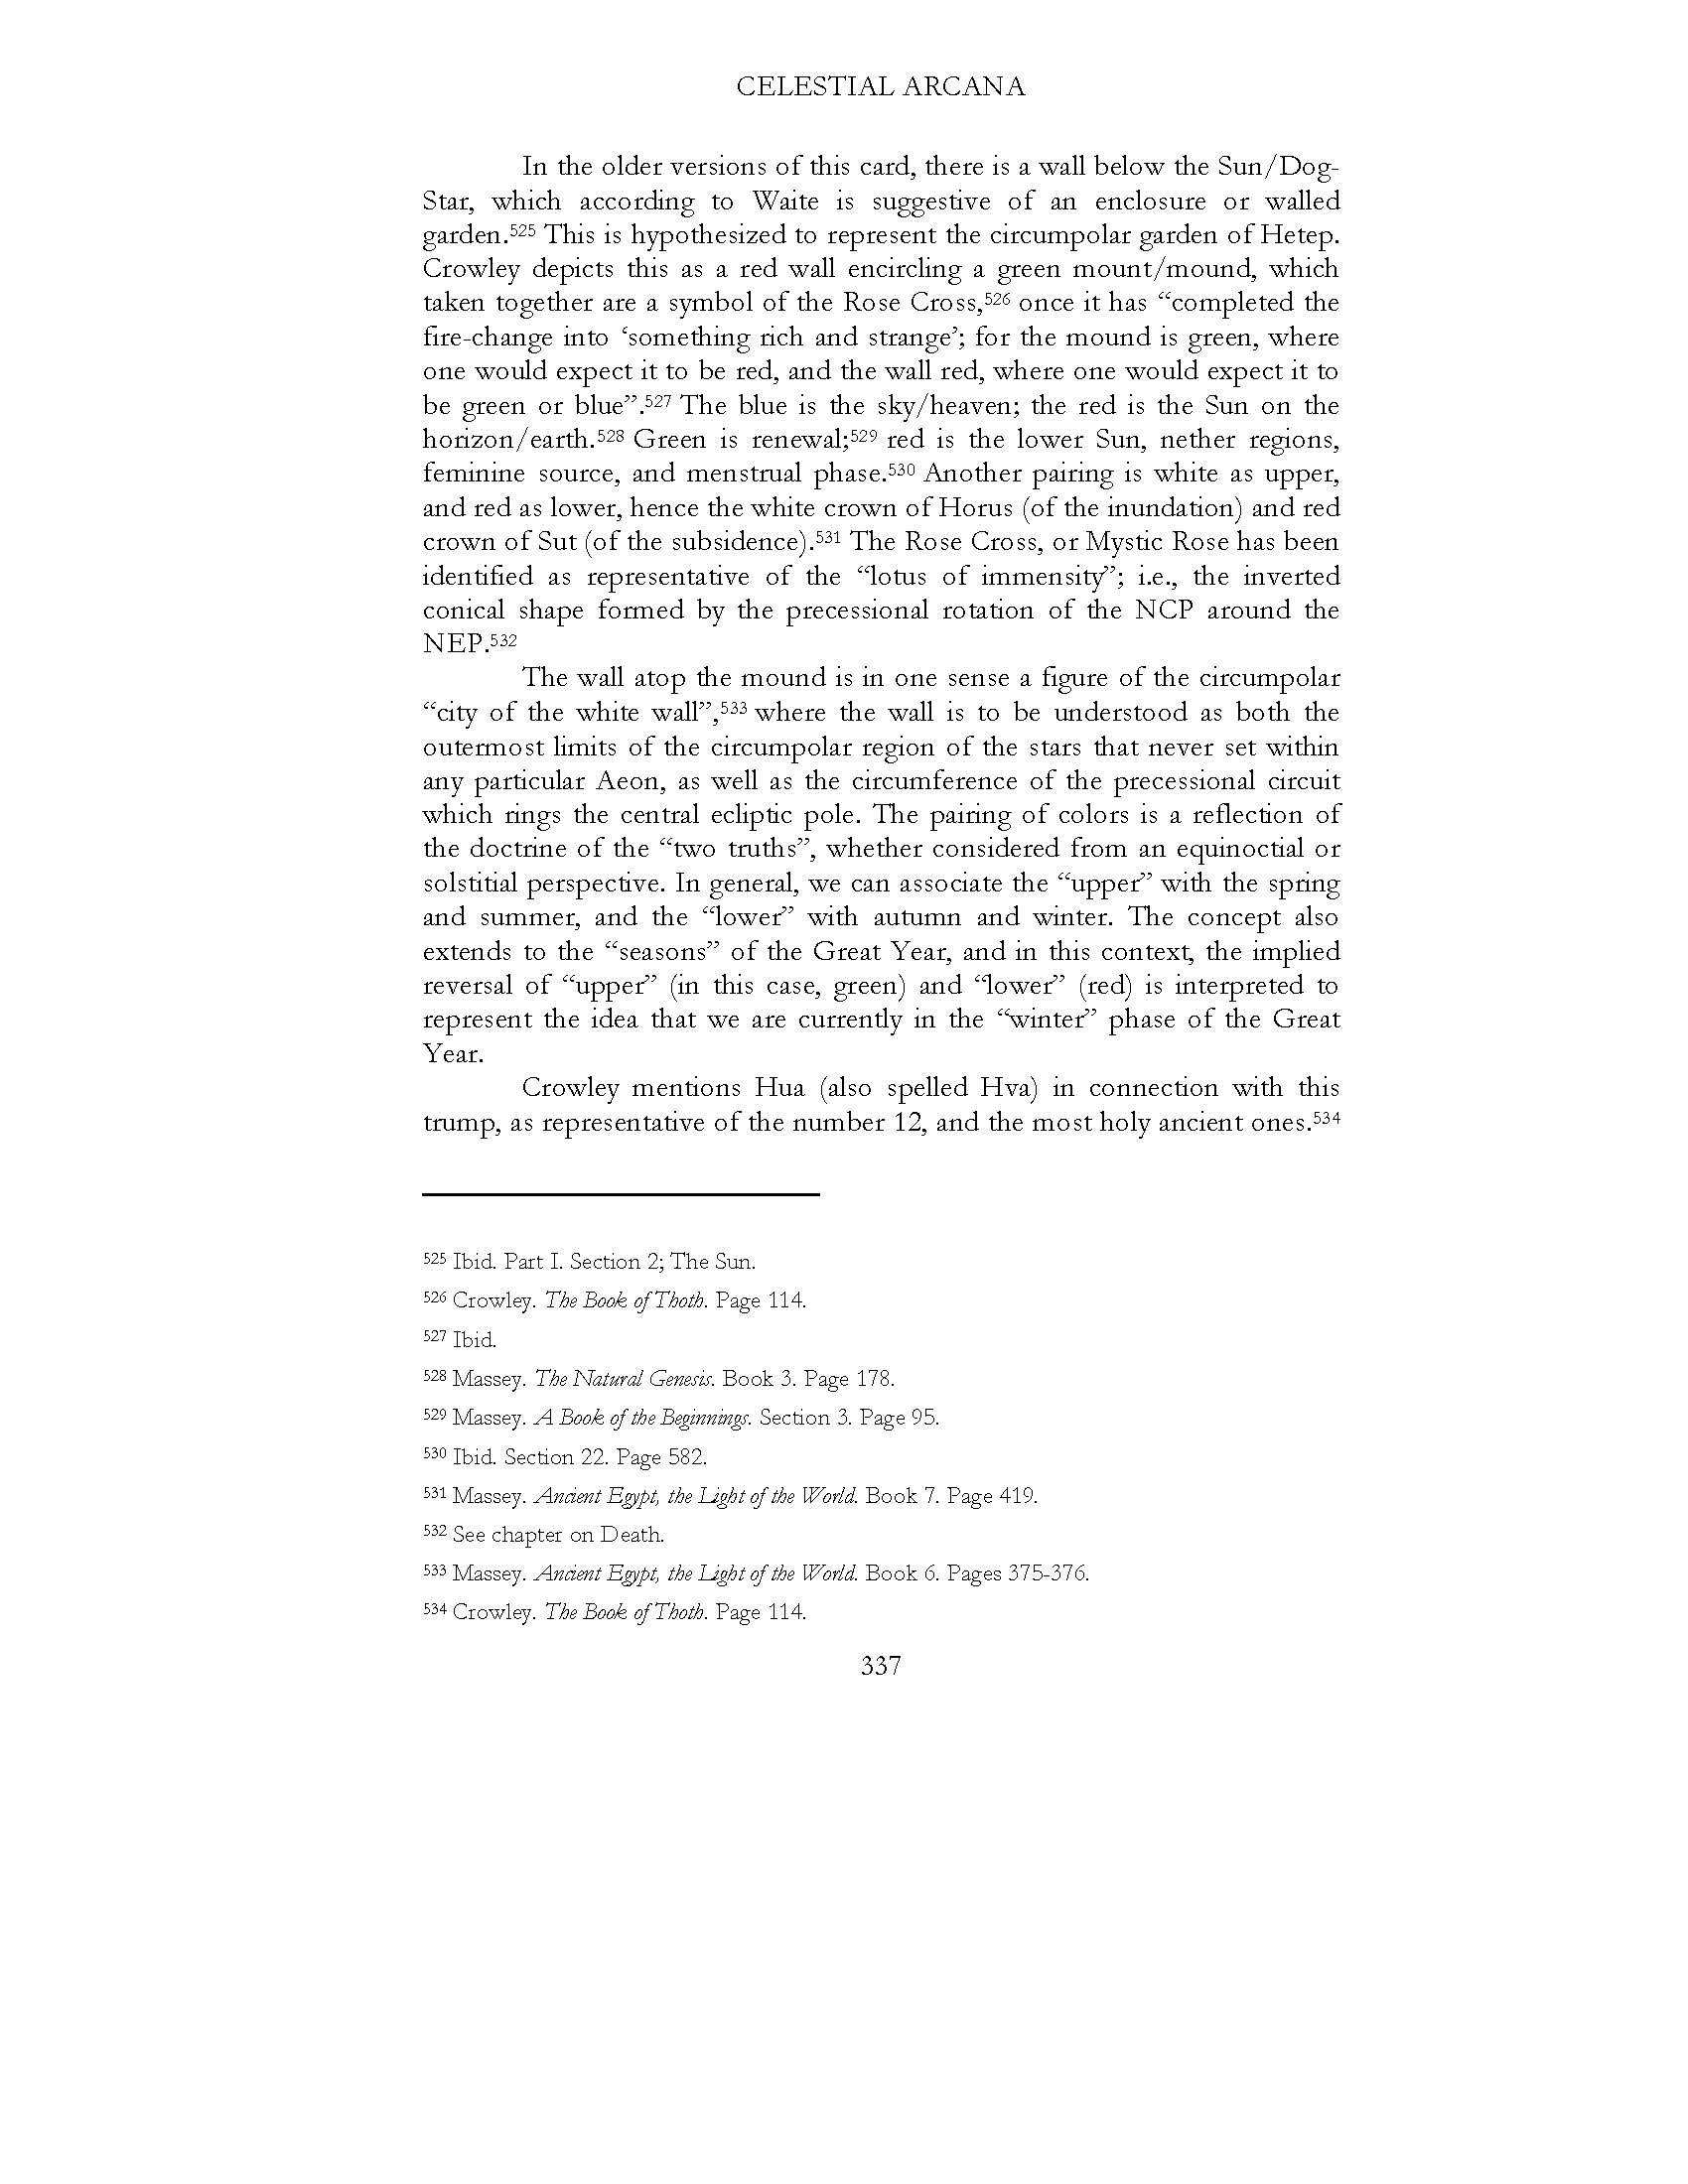 CELESTIAL ARCANA
In the older versions of this card, there is a wall below the Sun/Dog-
Star, which according to Waite is suggestive of an enclosure or walled
garden.525 This is hypothesized to represent the circumpolar garden of Hetep.
Crowley depicts this as a red wall encircling a green mount/mound, which
taken together are a symbol of the Rose Cross,526 once it has “completed the
fire-change into ‘something rich and strange’; for the mound is green, where
one would expect it to be red, and the wall red, where one would expect it to
be green or blue”.527 The blue is the sky/heaven; the red is the Sun on the
horizon/earth.528 Green is renewal;529 red is the lower Sun, nether regions,
feminine source, and menstrual phase.530 Another pairing is white as upper,
and red as lower, hence the white crown of Horus (of the inundation) and red
crown of Sut (of the subsidence).531 The Rose Cross, or Mystic Rose has been
identified as representative of the “lotus of immensity”; i.e., the inverted
conical shape formed by the precessional rotation of the NCP around the
NEP.532
The wall atop the mound is in one sense a figure of the circumpolar
“city of the white wall”,533 where the wall is to be understood as both the
outermost limits of the circumpolar region of the stars that never set within
any particular Aeon, as well as the circumference of the precessional circuit
which rings the central ecliptic pole. The pairing of colors is a reflection of
the doctrine of the “two truths”, whether considered from an equinoctial or
solstitial perspective. In general, we can associate the “upper” with the spring
and summer, and the “lower” with autumn and winter. The concept also
extends to the “seasons” of the Great Year, and in this context, the implied
reversal of “upper” (in this case, green) and “lower” (red) is interpreted to
represent the idea that we are currently in the “winter” phase of the Great
Year.
Crowley mentions Hua (also spelled Hva) in connection with this
trump, as representative of the number 12, and the most holy ancient ones.534
525 Ibid. Part I. Section 2; The Sun.
526 Crowley. The Book of Thoth. Page 114.
527 Ibid.
528 Massey. The Natural Genesis. Book 3. Page 178.
529 Massey. A Book of the Beginnings. Section 3. Page 95.
530 Ibid. Section 22. Page 582.
531 Massey. Ancient Egypt, the Light of the World. Book 7. Page 419.
532 See chapter on Death.
533 Massey. Ancient Egypt, the Light of the World. Book 6. Pages 375-376.
534 Crowley. The Book of Thoth. Page 114.
337